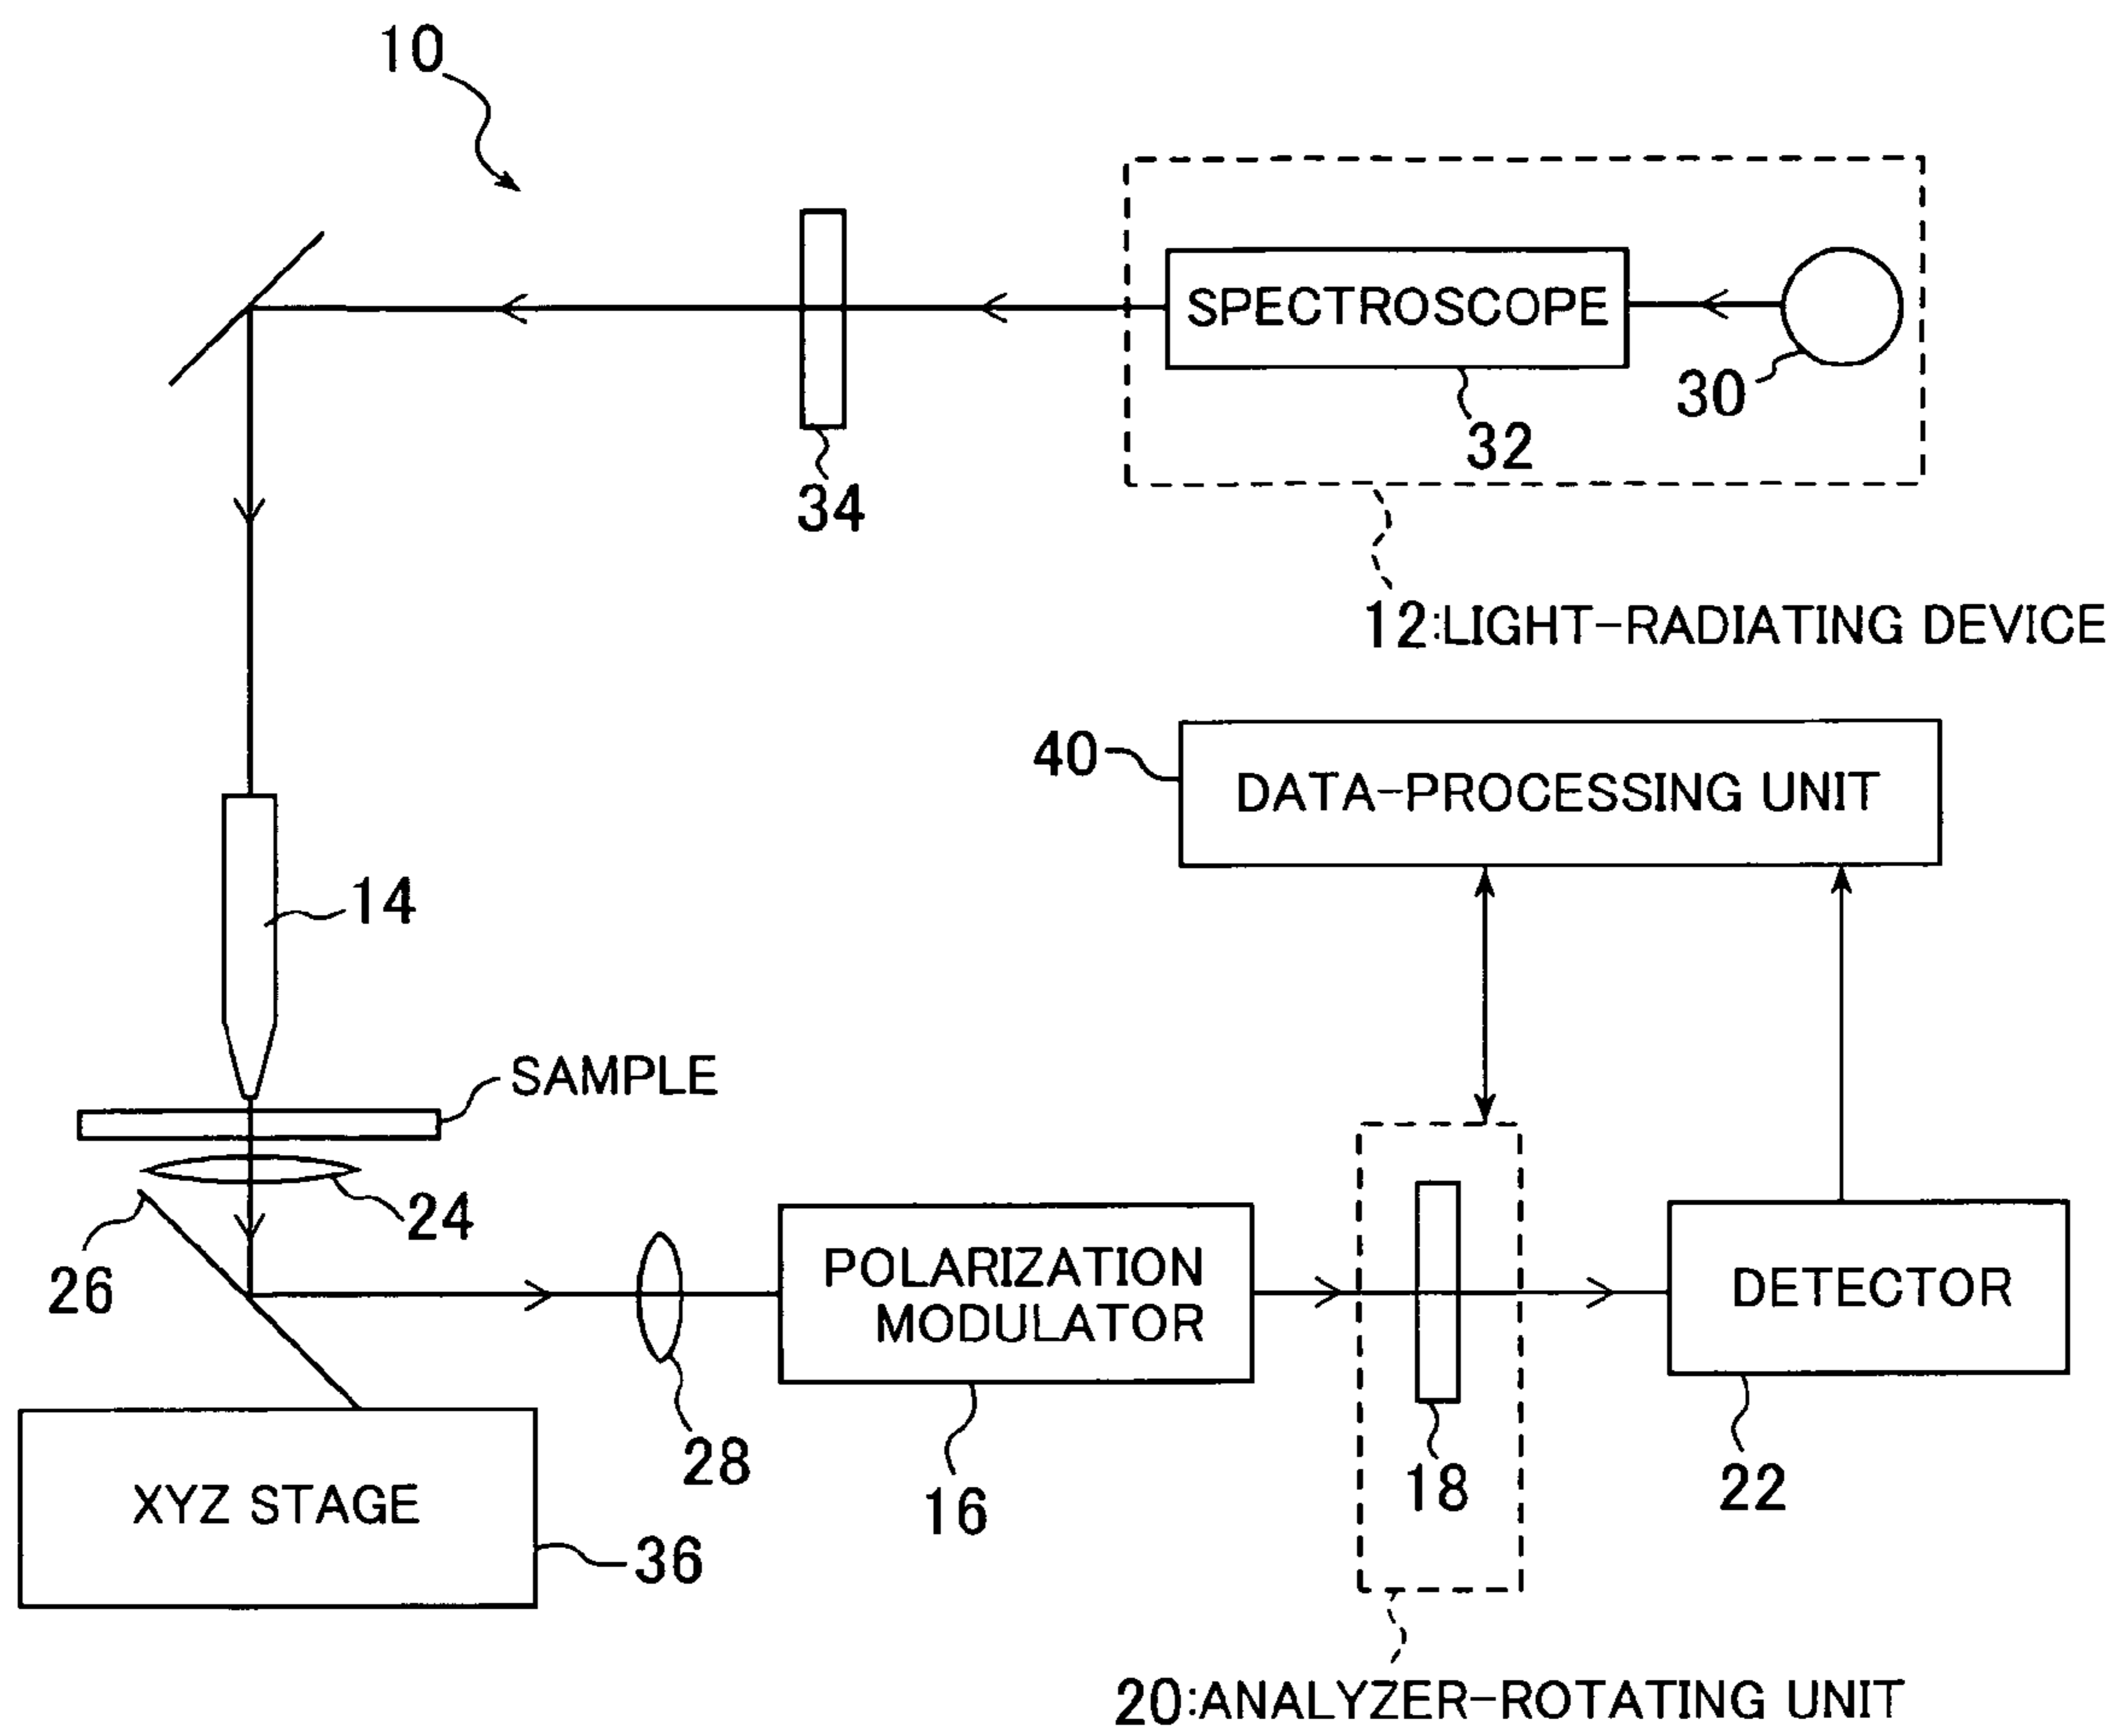 10
SPECTROSCOPE
30
32
34
12:LIGHT-RADIATING DEVICE
40
DATA-PROCESSING UNIT
14
SAMPLE
24
26
POLARIZATION
MODULATOR
DETECTOR
28
16
18
22
XYZ STAGE
36
20:ANALYZER-ROTATING UNIT